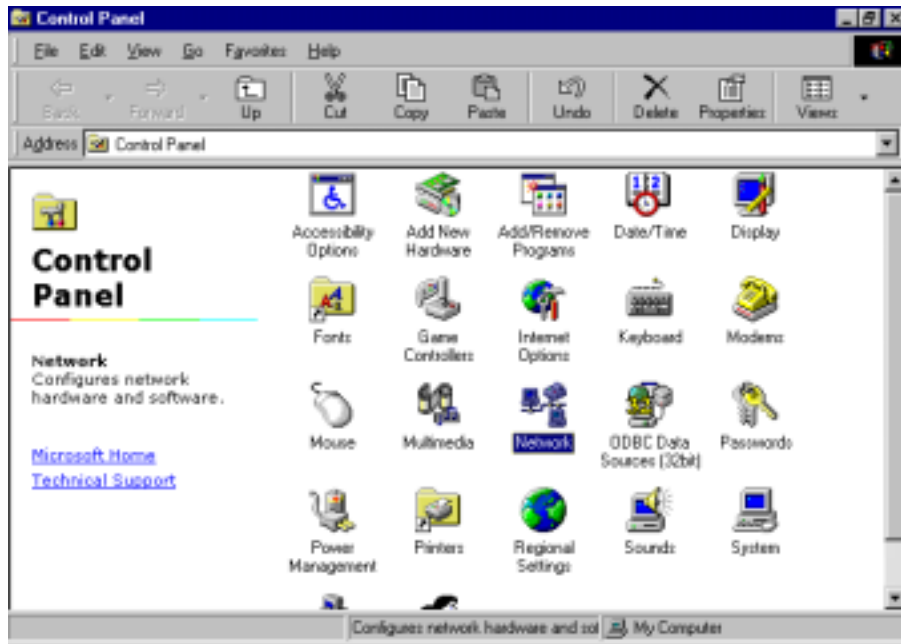 Control Panel
File Edit View Go Favorites Help
Back Forward Up Cut Copy Paste Undo Delete Properties Views
Address Control Panel
Control
Panel
Network
Configures network
hardware and software.
Microsoft Home
Technical Support
Accessibility
Options
Add New
Hardware
Add/Remove
Programs
Date/Time
Display
Fonts
Game
Controllers
Internet
Options
Keyboard
Modems
Mouse
Multimedia
Network
ODBC Data
Sources (32bit)
Passwords
Power
Management
Printers
Regional
Settings
Sounds
System
Configures network hardware and sof
My Computer